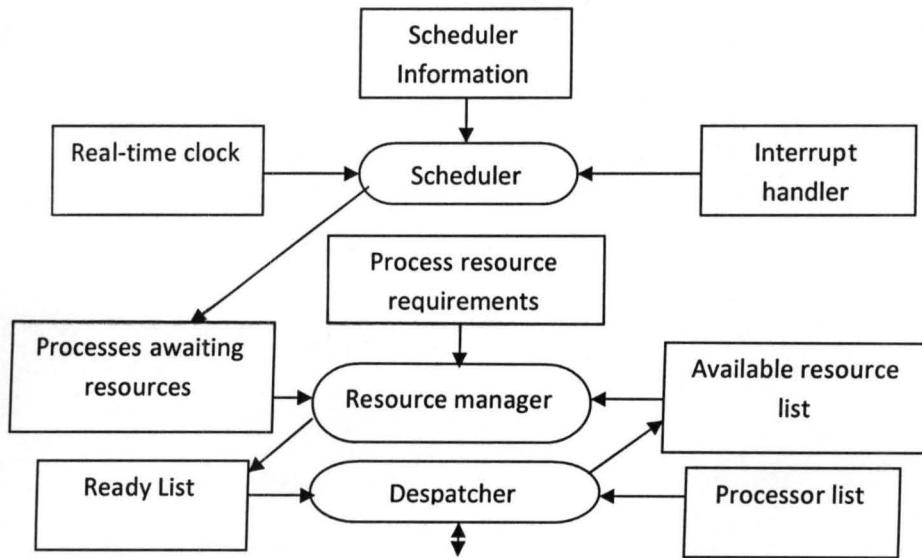 Scheduler
Information
Real-time clock
Scheduler
Interrupt
handler
Process resource
requirements
Processes awaiting
resources
Resource manager
Available resource
list
Ready List
Despatcher
Processor list